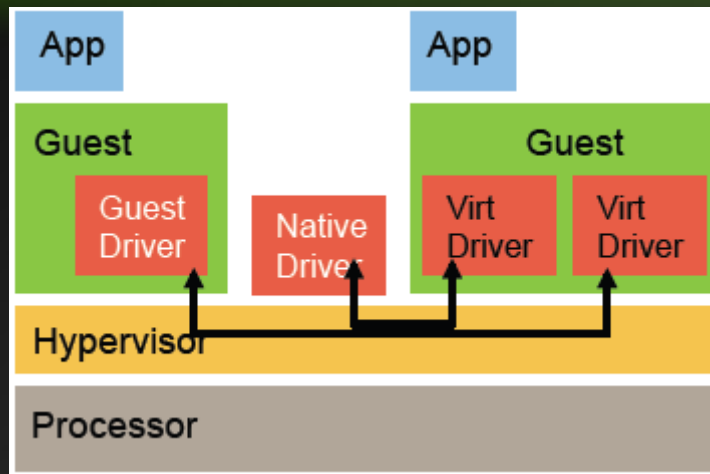 App
App
Guest
Guest
Guest
Driver
Native
Driver
Virt
Driver
Virt
Driver
Hypervisor
Processor